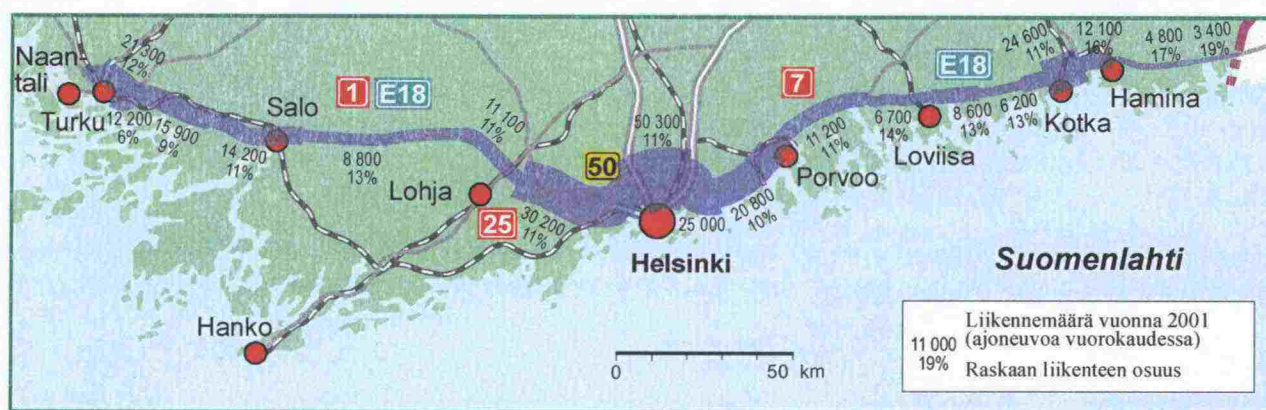 Naan-
tali
Turku
21 300
12%
12 200
6%
15 900
9%
Salo
14 200
11%
1 E18
8 800
13%
11 100
11%
Lohja
25
30 200
11%
50
50 300
11%
Helsinki
25 000
20 800
10%
Porvoo
7
11 200
11%
E18
6 700
14%
Loviisa
8 600
13%
6 200
13%
24 600
11%
Kotka
12 100
16%
Hamina
4 800
17%
3 400
19%
Hanko
Suomenlahti
0 50 km
11 000
19%
Liikennemäärä vuonna 2001
(ajoneuvoa vuorokaudessa)
Raskaan liikenteen osuus